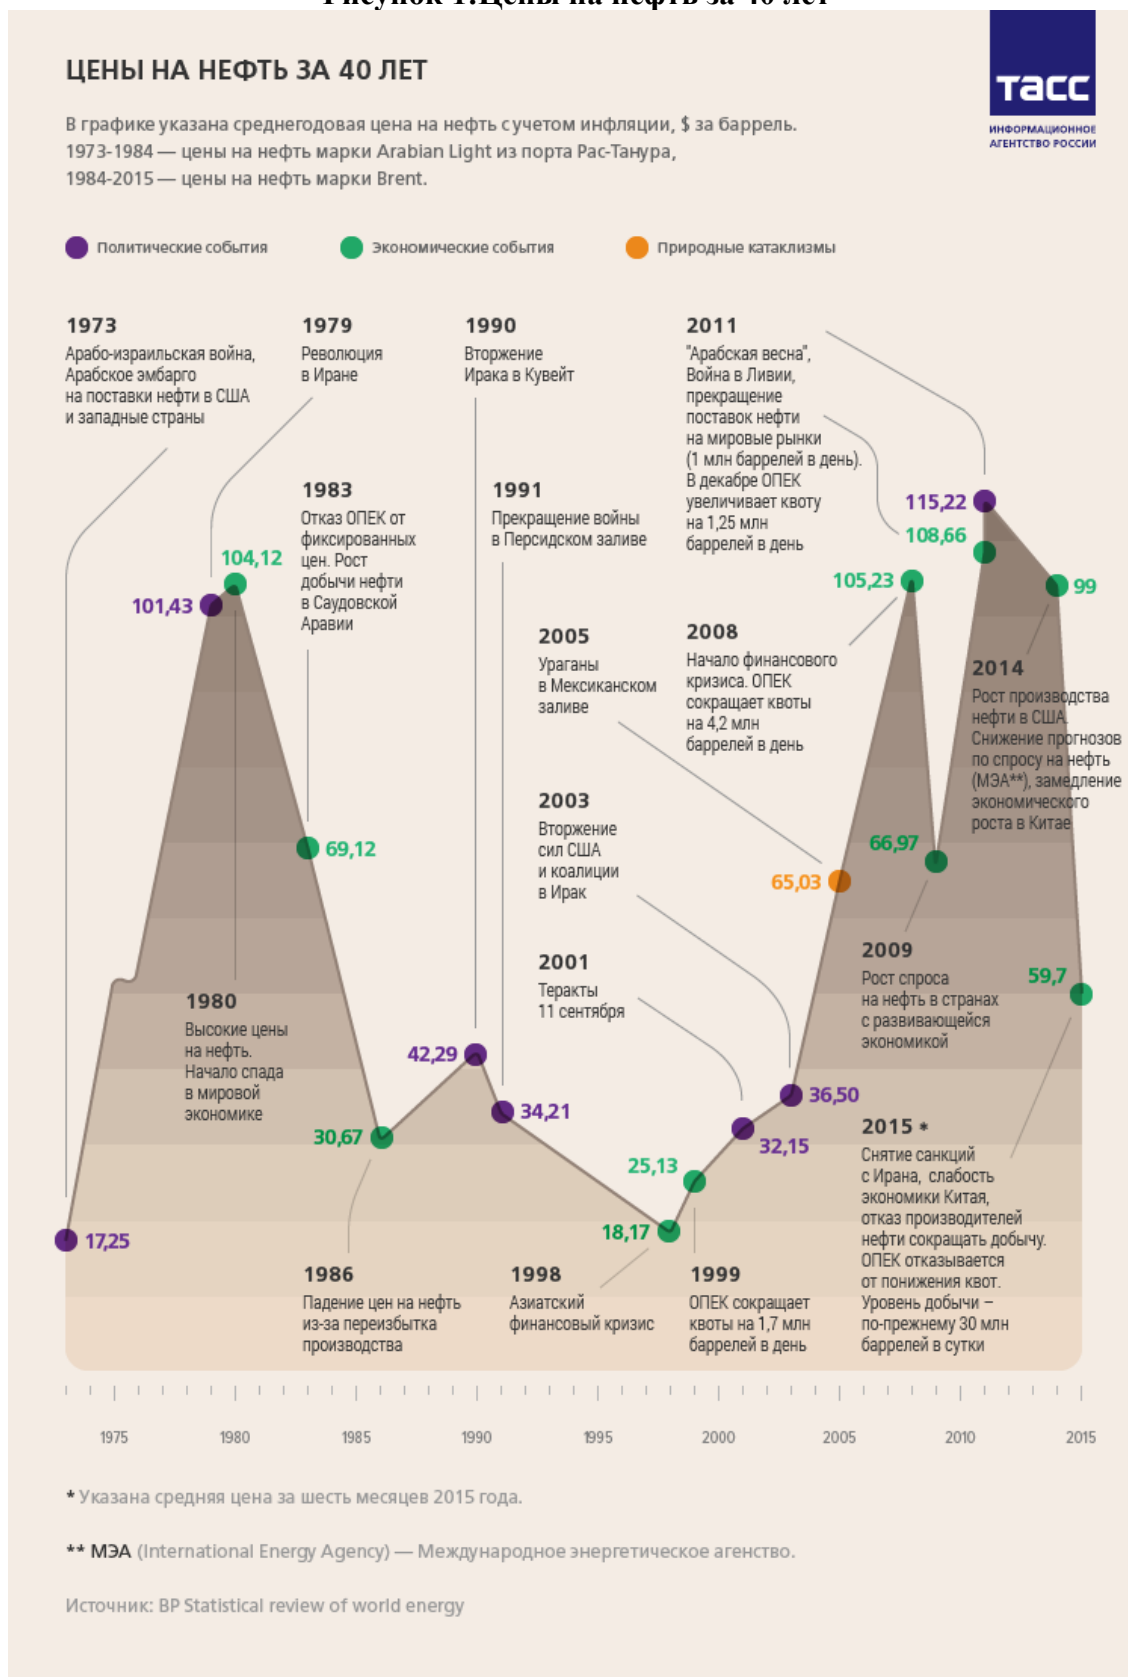 Рисунок 1.Цены на нефть за 40 лет
ЦЕНЫ НА НЕФТЬ ЗА 40 ЛЕТ
тасс
ИНФОРМАЦИОННОЕ
АГЕНТСТВО РОССИИ
В графике указана среднегодовая цена на нефть с учетом инфляции, $ за баррель.
1973-1984 — цены на нефть марки Arabian Light из порта Рас-Танура,
1984-2015 — цены на нефть марки Brent.
Политические события
Экономические события
Природные катаклизмы
1973
Арабо-израильская война,
Арабское эмбарго
на поставки нефти в США
и западные страны
1979
Революция
в Иране
1990
Вторжение
Ирака в Кувейт
2011
"Арабская весна",
Война в Ливии,
прекращение
поставок нефти
на мировые рынки
(1 млн баррелей в день).
В декабре ОПЕК
увеличивает квоту
на 1,25 млн
баррелей в день
1983
Отказ ОПЕК от
фиксированных
цен. Рост
добычи нефти
в Саудовской
Аравии
1991
Прекращение войны
в Персидском заливе
115,22
108,66
104,12
101,43
105,23
99
2005
Ураганы
в Мексиканском
заливе
2008
Начало финансового
кризиса. ОПЕК
сокращает квоты
на 4,2 млн
баррелей в день
2014
Рост производства
нефти в США.
Снижение прогнозов
по спросу на нефть
(МЭА**), замедление
экономического
роста в Китае
2003
Вторжение
сил США
и коалиции
в Ирак
69,12
66,97
65,03
2001
Теракты
11 сентября
2009
Рост спроса
на нефть в странах
с развивающейся
экономикой
59,7
1980
Высокие цены
на нефть.
Начало спада
в мировой
экономике
42,29
34,21
36,50
30,67
32,15
25,13
18,17
17,25
2015 *
Снятие санкций
с Ирана, слабость
экономики Китая,
отказ производителей
нефти сокращать добычу.
ОПЕК отказывается
от понижения квот.
Уровень добычи –
по-прежнему 30 млн
баррелей в сутки
1986
Падение цен на нефть
из-за переизбытка
производства
1998
Азиатский
финансовый кризис
1999
ОПЕК сокращает
квоты на 1,7 млн
баррелей в день
1975 1980 1985 1990 1995 2000 2005 2010 2015
* Указана средняя цена за шесть месяцев 2015 года.
** МЭА (International Energy Agency) — Международное энергетическое агенство.
Источник: BP Statistical review of world energy